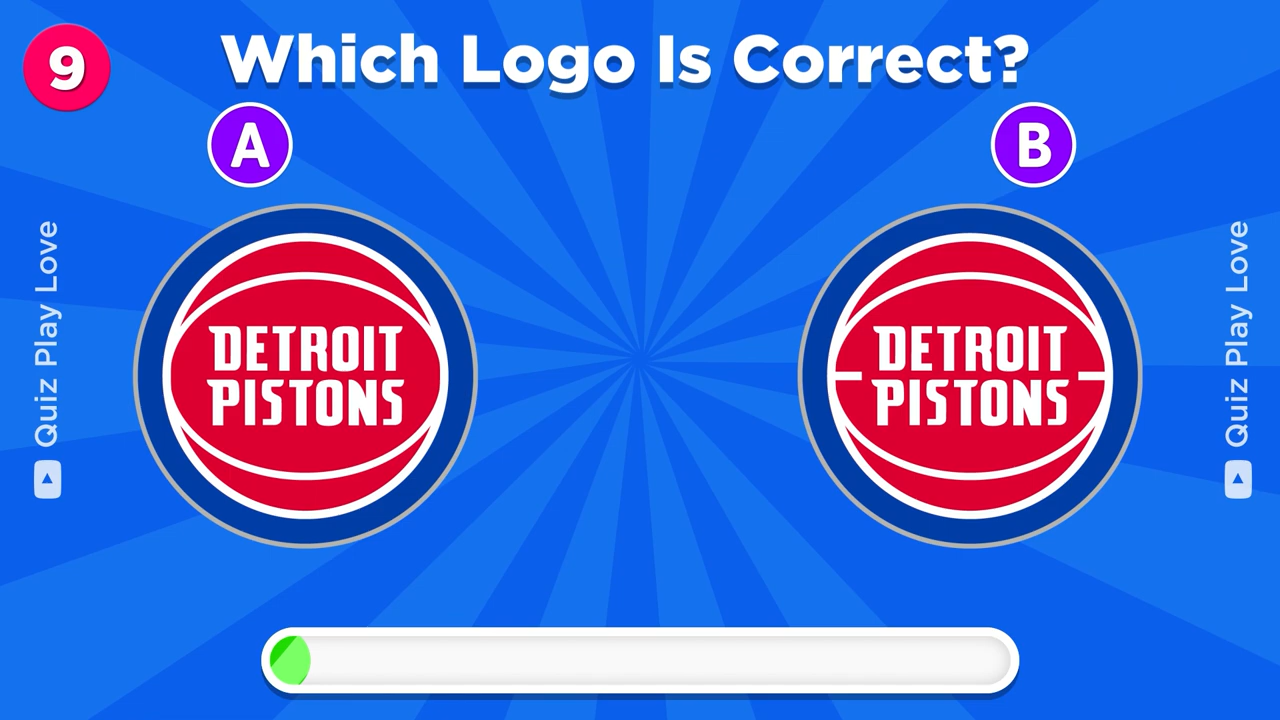 9
Which Logo Is Correct?
A
B
DETROIT
PISTONS
DETROIT
PISTONS
Quiz Play Love
Quiz Play Love